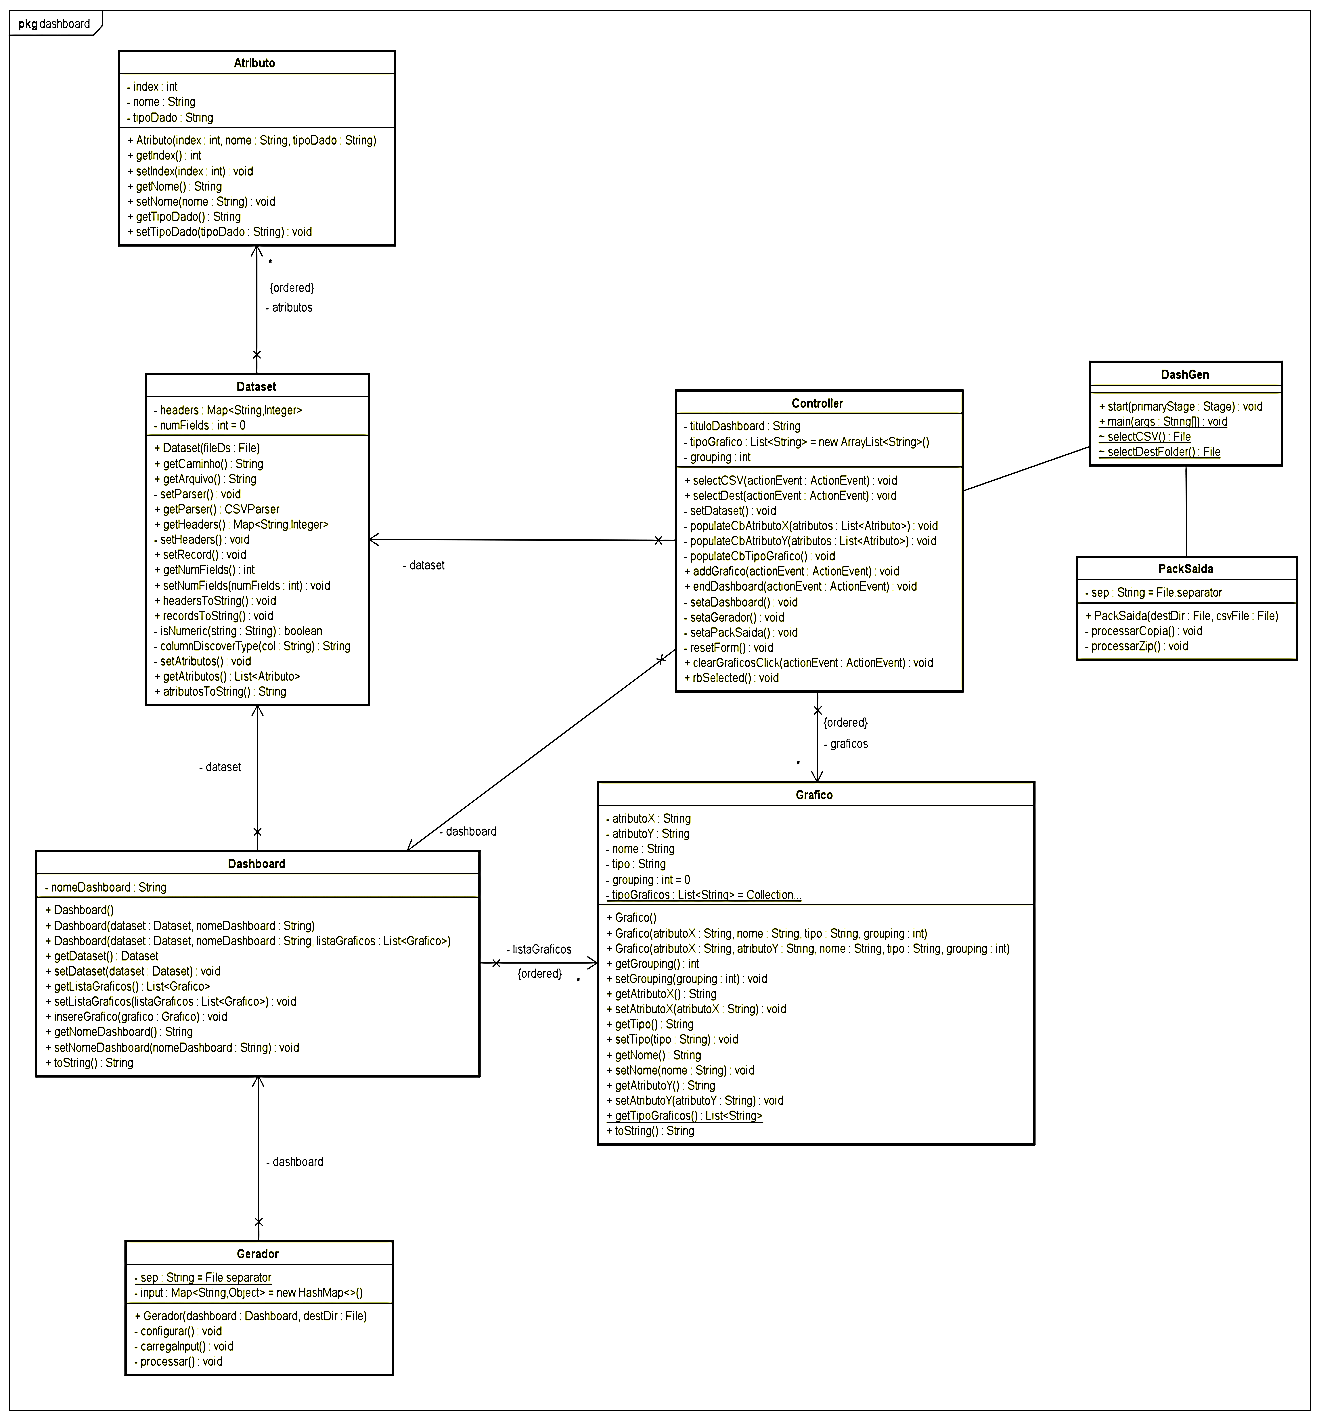 pkg dashboard
Atributo
- index : int
- nome : String
- tipoDado : String
+ Atributo(index : int, nome : String, tipoDado : String)
+ getIndex() : int
+ setIndex(index : int) : void
+ getNome() : String
+ setNome(nome : String) : void
+ getTipoDado() : String
+ setTipoDado(tipoDado : String) : void
*
{ordered}
- atributos
Dataset
- headers : Map<String,Integer>
- numFields : int = 0
+ Dataset(fileDs : File)
+ getCaminho() : String
+ getArquivo() : String
- setParser() : void
+ getParser() : CSVParser
+ getHeaders() : Map<String,Integer>
- setHeaders() : void
+ setRecord() : void
+ getNumFields() : int
+ setNumFields(numFields : int) : void
+ headersToString() : void
+ recordsToString() : void
- isNumeric(string : String) : boolean
- columnDiscoverType(col : String) : String
- setAtributos() : void
+ getAtributos() : List<Atributo>
+ atributosToString() : String
- dataset
Controller
- tituloDashboard : String
- tipoGrafico : List<String> = new ArrayList<String>()
- grouping : int
+ selectCSV(actionEvent : ActionEvent) : void
+ selectDest(actionEvent : ActionEvent) : void
- setDataset() : void
- populateCbAtributoX(atributos : List<Atributo>) : void
- populateCbAtributoY(atributos : List<Atributo>) : void
- populateCbTipoGrafico() : void
+ addGrafico(actionEvent : ActionEvent) : void
+ endDashboard(actionEvent : ActionEvent) : void
- setaDashboard() : void
- setaGerador() : void
- setaPackSaida() : void
- resetForm() : void
+ clearGraficosClick(actionEvent : ActionEvent) : void
+ rbSelected() : void
DashGen
+ start(primaryStage : Stage) : void
+ main(args : String[]) : void
~ selectCSV() : File
~ selectDestFolder() : File
PackSaida
- sep : String = File.separator
+ PackSaida(destDir : File, csvFile : File)
- processarCopia() : void
- processarZip() : void
{ordered}
- graficos
*
- dataset
- dashboard
Grafico
- atributoX : String
- atributoY : String
- nome : String
- tipo : String
- grouping : int = 0
- tipoGraficos : List<String> = Collection...
+ Grafico()
+ Grafico(atributoX : String, nome : String, tipo : String, grouping : int)
+ Grafico(atributoX : String, atributoY : String, nome : String, tipo : String, grouping : int)
+ getGrouping() : int
+ setGrouping(grouping : int) : void
+ getAtributoX() : String
+ setAtributoX(atributoX : String) : void
+ getTipo() : String
+ setTipo(tipo : String) : void
+ getNome() : String
+ setNome(nome : String) : void
+ getAtributoY() : String
+ setAtributoY(atributoY : String) : void
+ getTipoGraficos() : List<String>
+ toString() : String
Dashboard
- nomeDashboard : String
+ Dashboard()
+ Dashboard(dataset : Dataset, nomeDashboard : String)
+ Dashboard(dataset : Dataset, nomeDashboard : String, listaGraficos : List<Grafico>)
+ getDataset() : Dataset
+ setDataset(dataset : Dataset) : void
+ getListaGraficos() : List<Grafico>
+ setListaGraficos(listaGraficos : List<Grafico>) : void
+ insereGrafico(grafico : Grafico) : void
+ getNomeDashboard() : String
+ setNomeDashboard(nomeDashboard : String) : void
+ toString() : String
- listaGraficos
{ordered}
*
- dashboard
Gerador
- sep : String = File.separator
- input : Map<String,Object> = new HashMap<>()
+ Gerador(dashboard : Dashboard, destDir : File)
- configurar() : void
- carregaInput() : void
- processar() : void